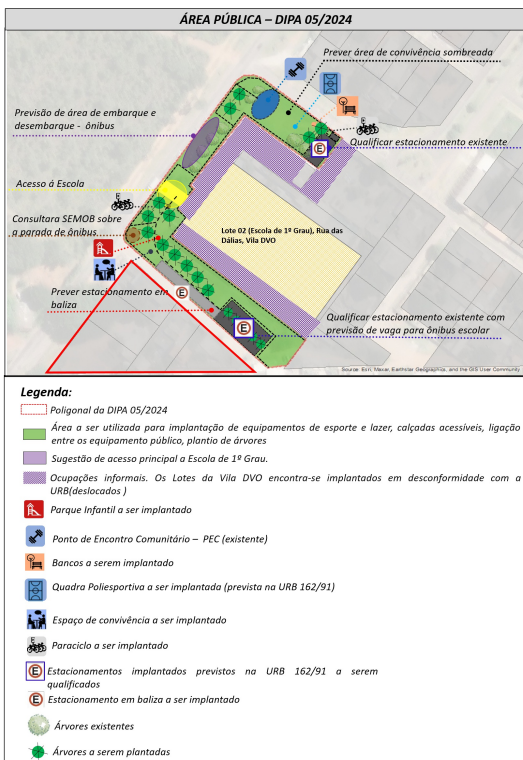 ÁREA PÚBLICA – DIPA 05/2024
Prever área de convivência sombreada
Previsão de área de embarque e
desembarque - ônibus
Qualificar estacionamento existente
E
Acesso á Escola
Consultara SEMOB sobre
a parada de ônibus
Lote 02 (Escola de 1º Grau), Rua das
Dálias, Vila DVO
Prever estacionamento em
baliza
E
E
Qualificar estacionamento existente com
previsão de vaga para ônibus escolar
Source: Esri, Maxar, Earthstar Geographics, and the GIS User Community
Legenda:
Poligonal da DIPA 05/2024
Área a ser utilizada para implantação de equipamentos de esporte e lazer, calçadas acessíveis, ligação
entre os equipamento público, plantio de árvores
Sugestão de acesso principal a Escola de 1º Grau.
Ocupações informais. Os Lotes da Vila DVO encontra-se implantados em desconformidade com a
URB(deslocados )
Parque Infantil a ser implantado
Ponto de Encontro Comunitário – PEC (existente)
Bancos a serem implantado
Quadra Poliesportiva a ser implantada (prevista na URB 162/91)
Espaço de convivência a ser implantado
Paraciclo a ser implantado
E Estacionamentos implantados previstos na URB 162/91 a serem
qualificados
E Estacionamento em baliza a ser implantado
Árvores existentes
Árvores a serem plantadas